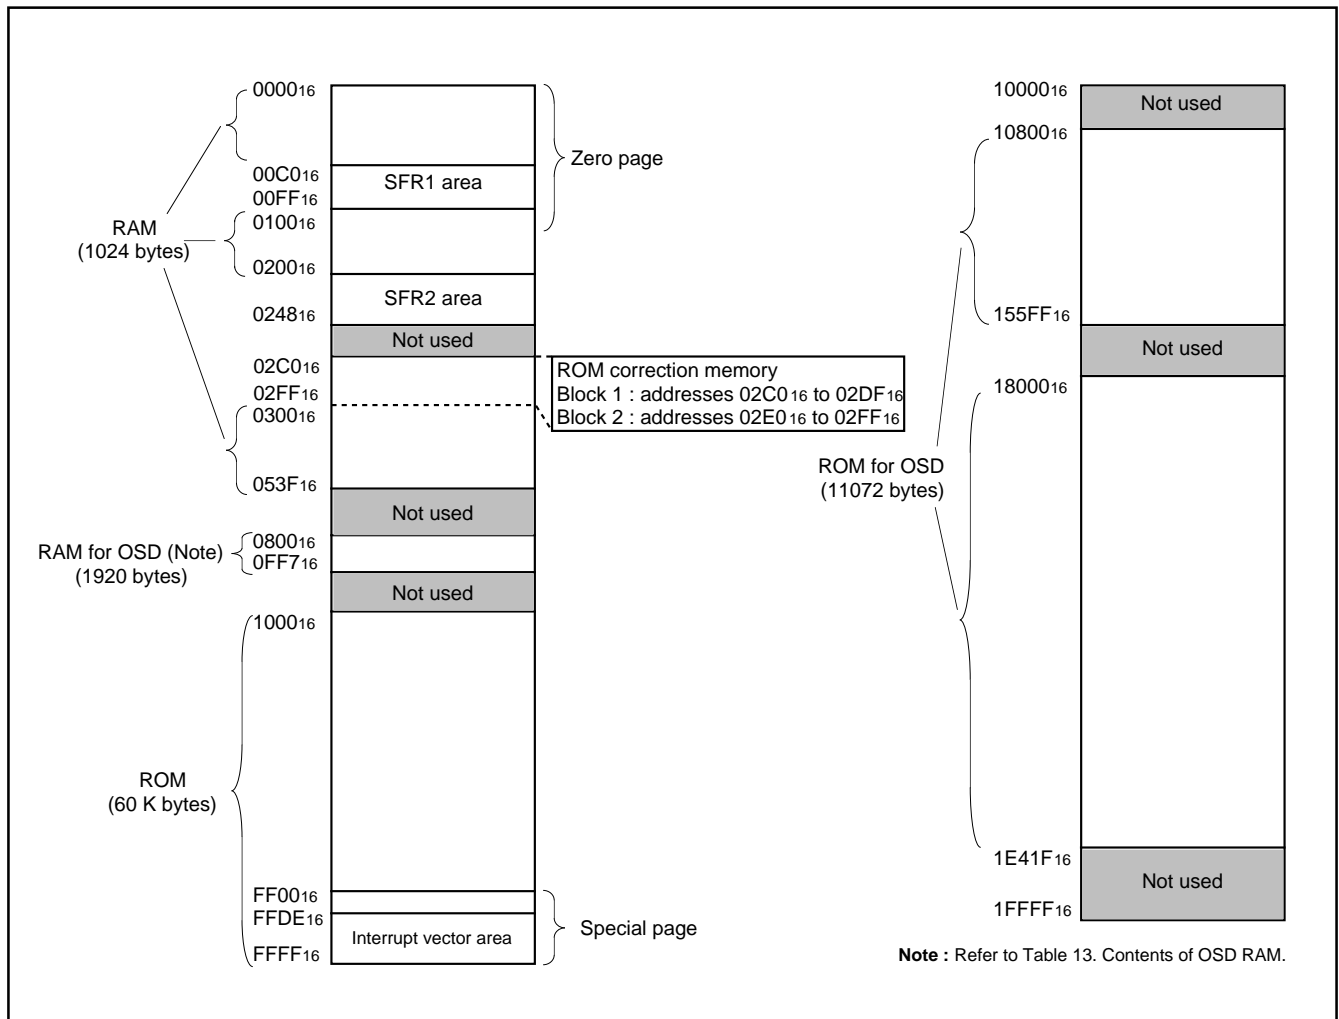 000016
00C016
SFR1 area
00FF16
Zero page
RAM
(1024 bytes)
010016
020016
SFR2 area
024816
Not used
02C016
02FF16
030016
ROM correction memory
Block 1 : addresses 02C016 to 02DF16
Block 2 : addresses 02E016 to 02FF16
053F16
Not used
RAM for OSD (Note)
(1920 bytes)
080016
0FF716
Not used
100016
ROM
(60 K bytes)
FF0016
FFDE16
Interrupt vector area
FFFF16
Special page
1000016
Not used
1080016
155FF16
Not used
1800016
ROM for OSD
(11072 bytes)
1E41F16
Not used
1FFFF16
Note : Refer to Table 13. Contents of OSD RAM.